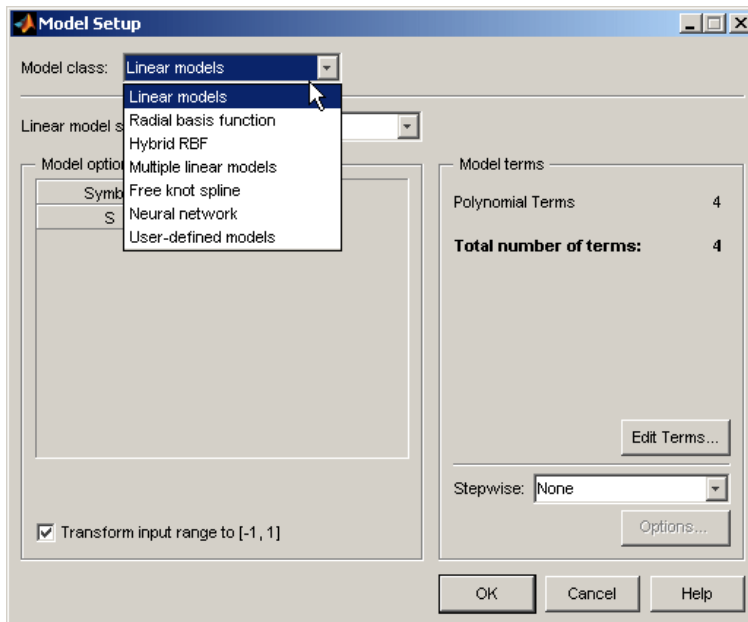 Model Setup
Model class: Linear models
Linear models
Radial basis function
Hybrid RBF
Multiple linear models
Free knot spline
Neural network
User-defined models
Linear model s
Model optio
Symb
S
Transform input range to [-1, 1]
Model terms
Polynomial Terms 4
Total number of terms: 4
Edit Terms...
Stepwise: None
Options...
OK Cancel Help